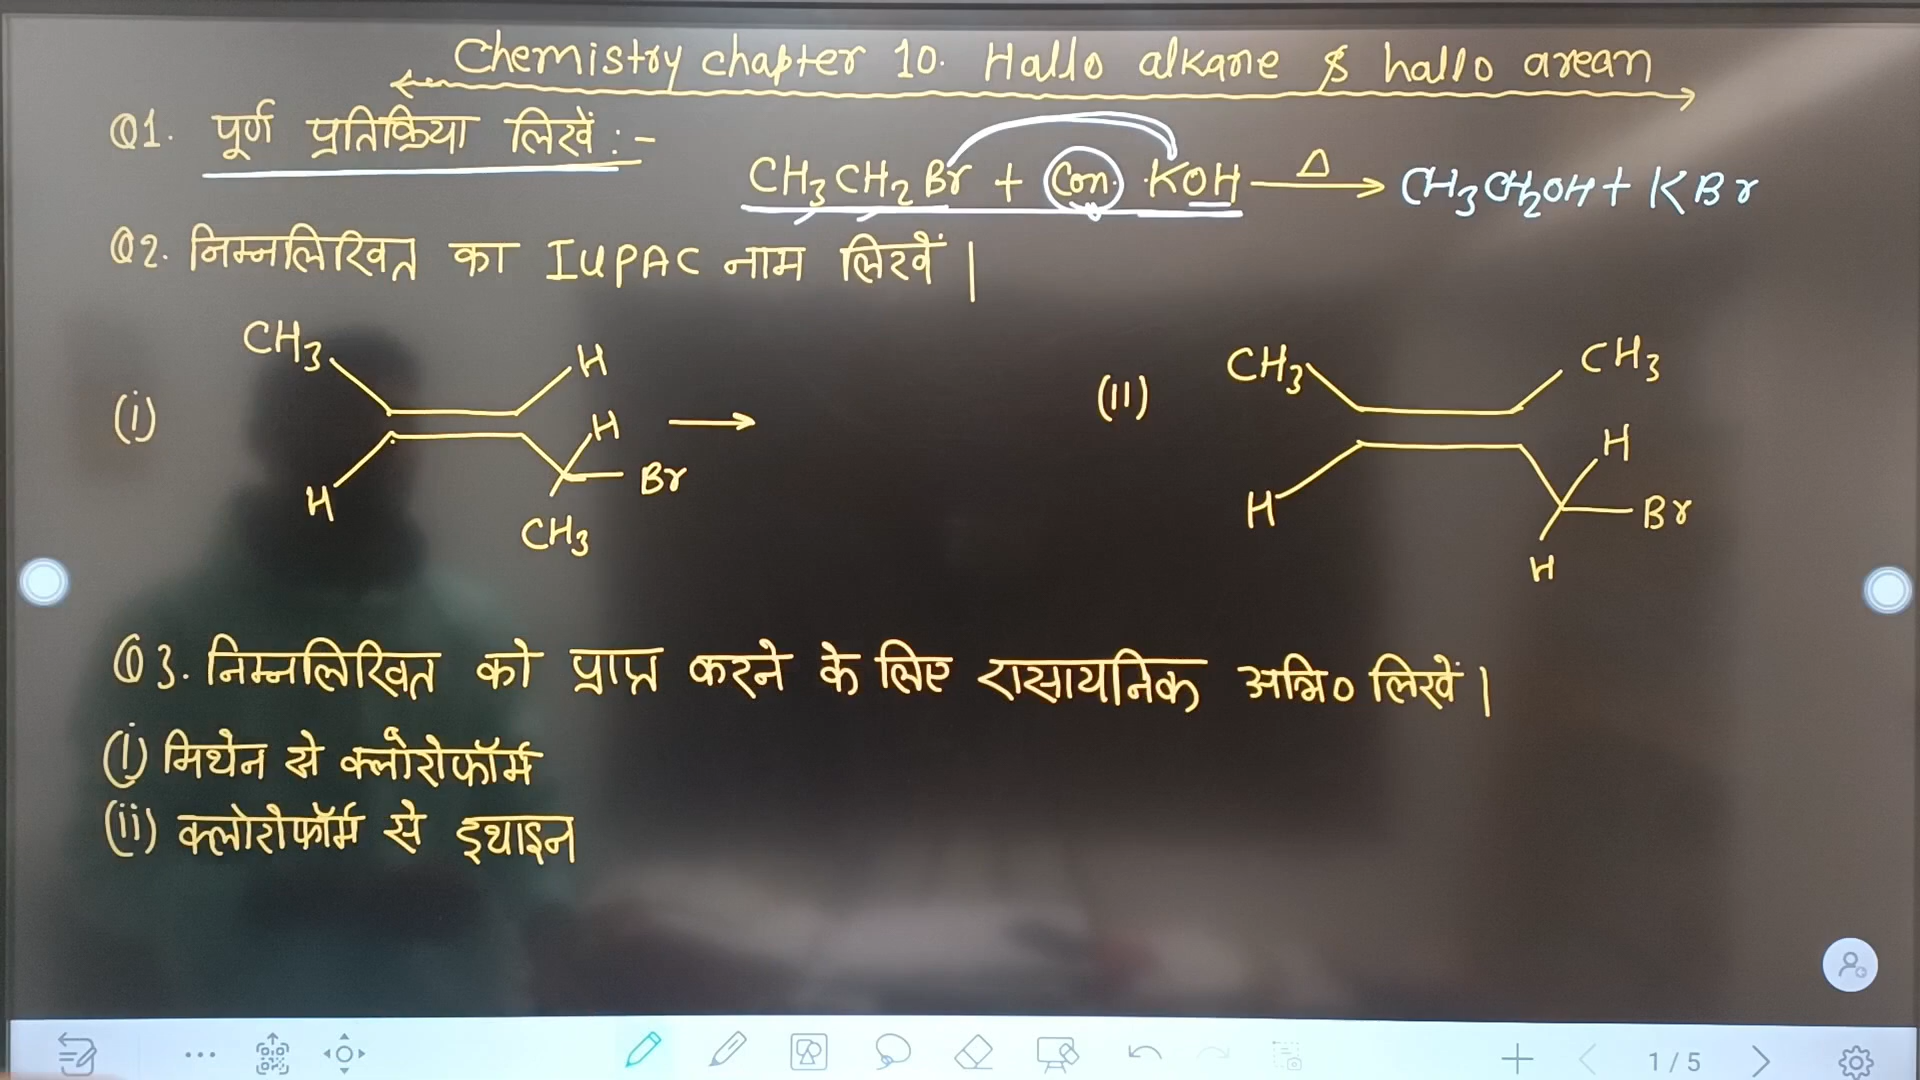 Chemistry chapter 10. Hallo alkane & hallo arean
Q1. पूर्ण प्रतिक्रिया लिखें :-
CH3CH2Br + Con. KOH —Δ→ CH3CH2OH + KBr
Q2. निम्नलिखित का IUPAC नाम लिखें |
(i)
CH3
H
H
H
Br
CH3
(II)
CH3
CH3
H
H
Br
H
Q3. निम्नलिखित को प्राप्त करने के लिए रासायनिक अभि० लिखें |
(i) मिथेन से क्लोरोफॉर्म
(ii) क्लोरोफॉर्म से इथाइन
1 / 5